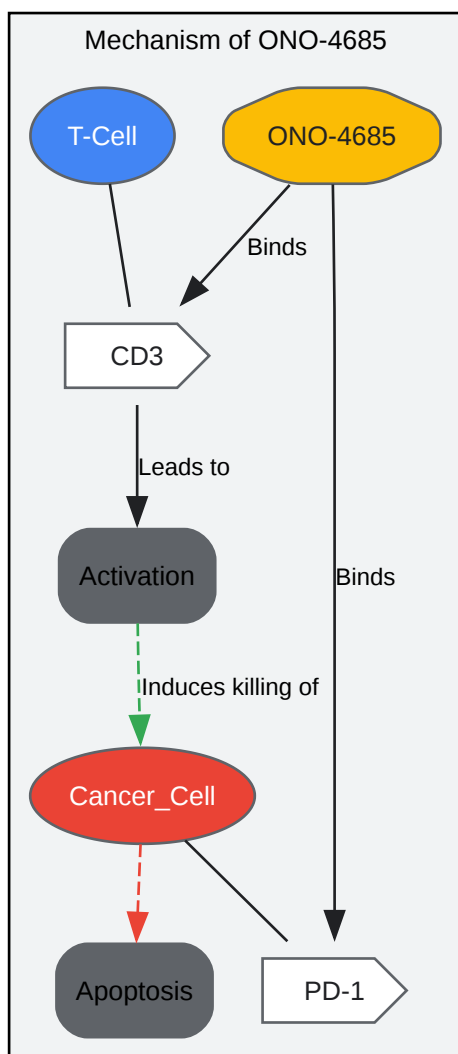 Mechanism of ONO-4685
T-Cell
ONO-4685
Binds
CD3
Leads to
Activation
Binds
Induces killing of
Cancer_Cell
Apoptosis
PD-1